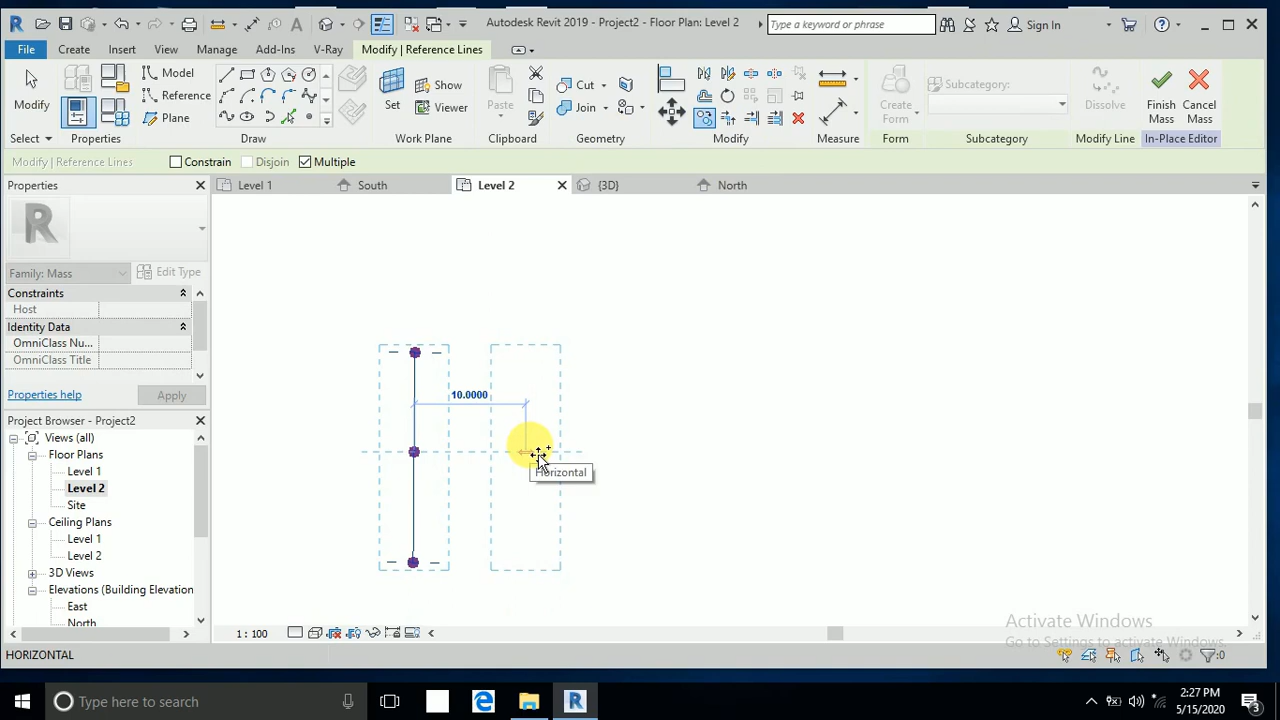 Autodesk Revit 2019 - Project2 - Floor Plan: Level 2
Type a keyword or phrase
Sign In
File Create Insert View Manage Add-Ins V-Ray Modify | Reference Lines
Modify
Model
Reference
Plane
Set
Show
Viewer
Paste
Cut
Join
Create Form
Subcategory:
Dissolve
Finish Mass
Cancel Mass
Select Properties Draw Work Plane Clipboard Geometry Modify Measure Form Subcategory Modify Line In-Place Editor
Modify | Reference Lines Constrain Disjoin Multiple
Properties
Level 1 South Level 2 {3D} North
R
Family: Mass
Edit Type
Constraints
Host
Identity Data
OmniClass Nu...
OmniClass Title
Properties help
Apply
Project Browser - Project2
Views (all)
Floor Plans
Level 1
Level 2
Site
Ceiling Plans
Level 1
Level 2
3D Views
Elevations (Building Elevation
East
North
10.0000
Horizontal
1 : 100
Activate Windows
Go to Settings to activate Windows.
HORIZONTAL
:0
Type here to search
2:27 PM
5/15/2020
3